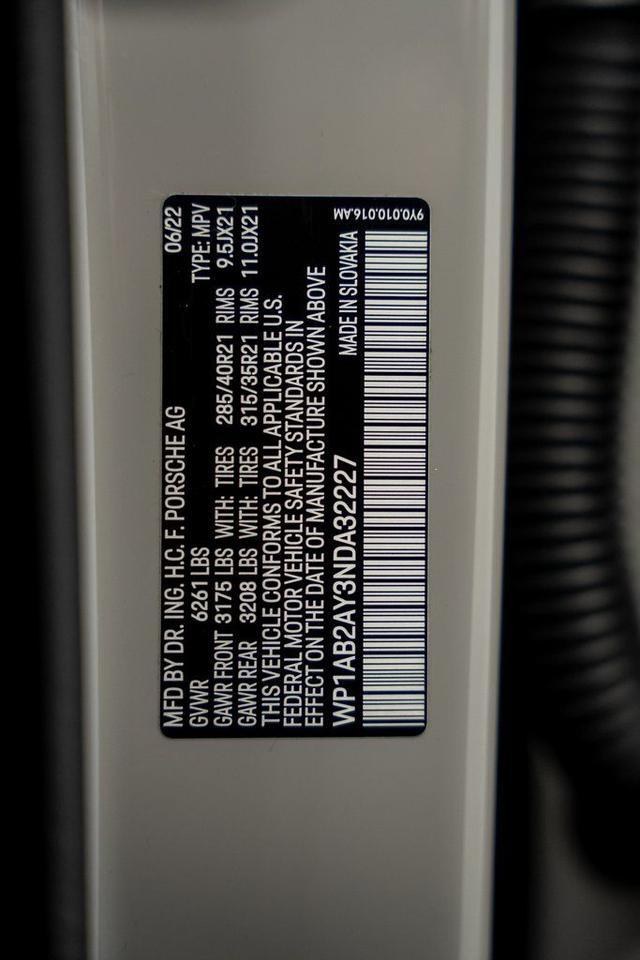 MFD BY DR. ING. H.C. F. PORSCHE AG 06/22
GVWR 6261 LBS TYPE: MPV
GAWR FRONT 3175 LBS WITH: TIRES 285/40R21 RIMS 9.5JX21
GAWR REAR 3208 LBS WITH: TIRES 315/35R21 RIMS 11.0JX21
THIS VEHICLE CONFORMS TO ALL APPLICABLE U.S.
FEDERAL MOTOR VEHICLE SAFETY STANDARDS IN
EFFECT ON THE DATE OF MANUFACTURE SHOWN ABOVE
WP1AB2AY3NDA32227 MADE IN SLOVAKIA
9Y0.010.016.AM